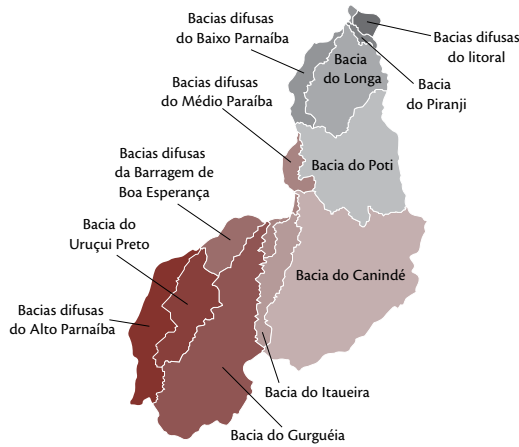 Bacias difusas
do Baixo Parnaíba
Bacias difusas
do litoral
Bacia
do Longa
Bacia
do Piranji
Bacias difusas
do Médio Paraíba
Bacia do Poti
Bacias difusas
da Barragem de
Boa Esperança
Bacia do
Uruçui Preto
Bacia do Canindé
Bacias difusas
do Alto Parnaíba
Bacia do Itaueira
Bacia do Gurguéia